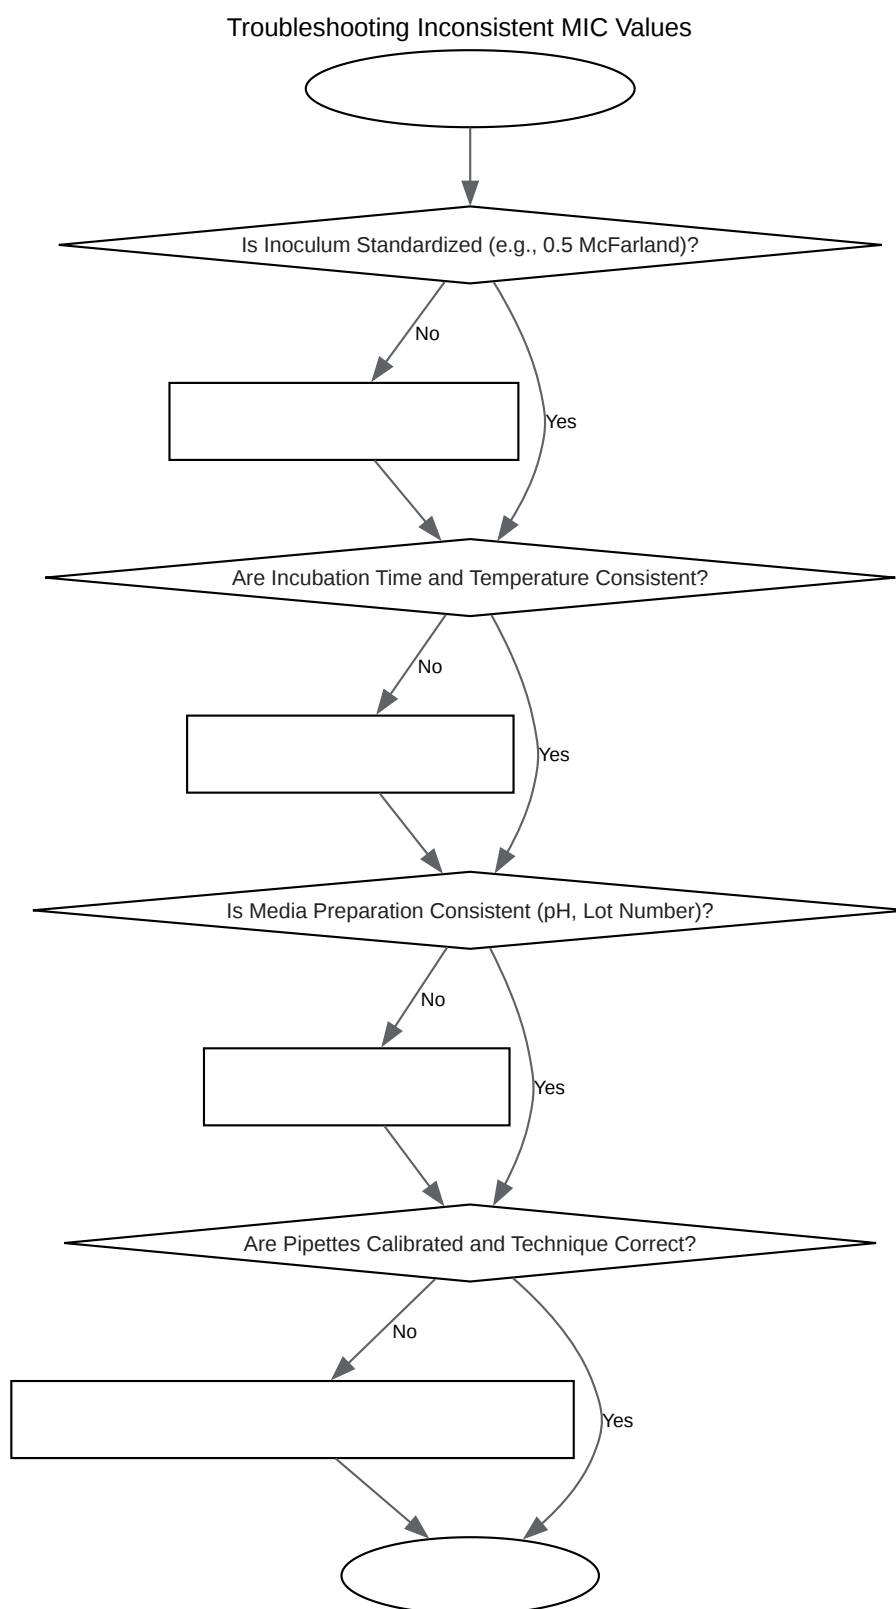 Troubleshooting Inconsistent MIC Values
Is Inoculum Standardized (e.g., 0.5 McFarland)?
No
Yes
Are Incubation Time and Temperature Consistent?
No
Yes
Is Media Preparation Consistent (pH, Lot Number)?
No
Yes
Are Pipettes Calibrated and Technique Correct?
No
Yes